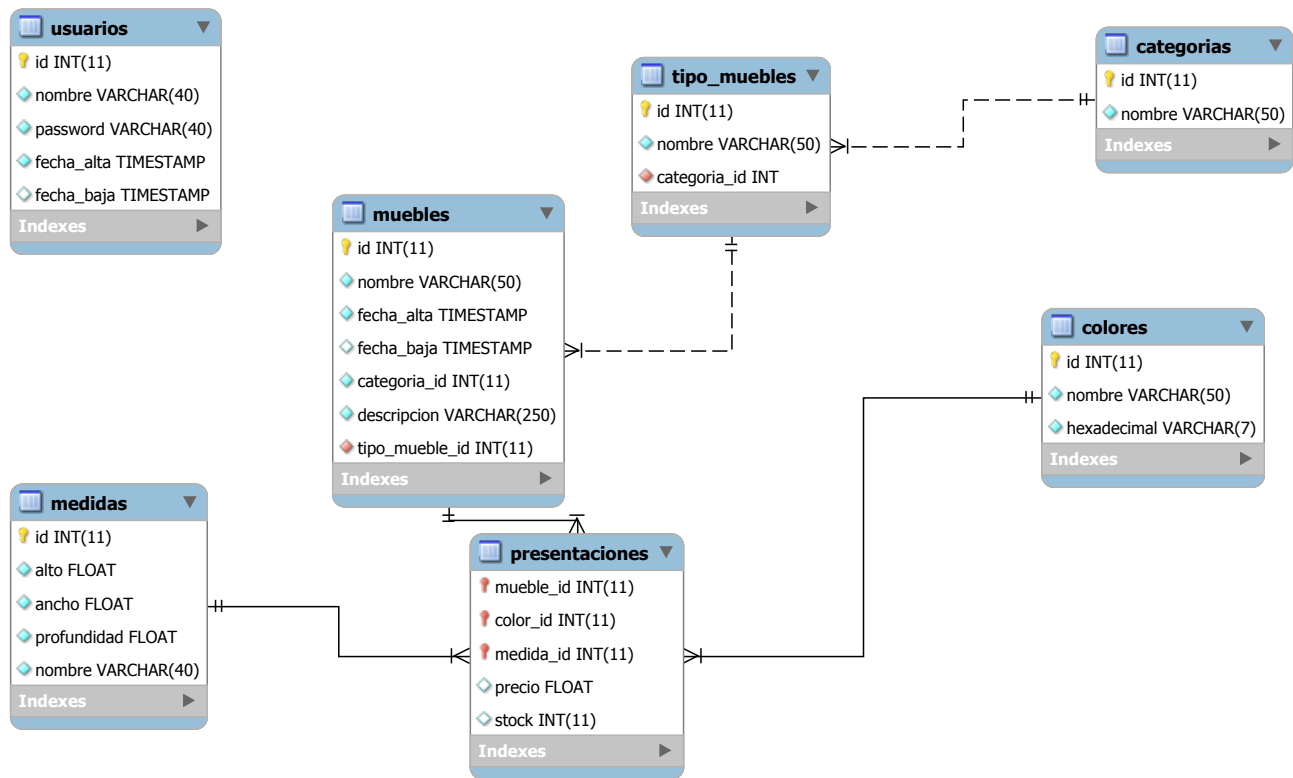 usuarios
id INT(11)
nombre VARCHAR(40)
password VARCHAR(40)
fecha_alta TIMESTAMP
fecha_baja TIMESTAMP
Indexes
categorias
id INT(11)
nombre VARCHAR(50)
Indexes
tipo_muebles
id INT(11)
nombre VARCHAR(50)
categoria_id INT
Indexes
muebles
id INT(11)
nombre VARCHAR(50)
fecha_alta TIMESTAMP
fecha_baja TIMESTAMP
categoria_id INT(11)
descripcion VARCHAR(250)
tipo_mueble_id INT(11)
Indexes
colores
id INT(11)
nombre VARCHAR(50)
hexadecimal VARCHAR(7)
Indexes
medidas
id INT(11)
alto FLOAT
ancho FLOAT
profundidad FLOAT
nombre VARCHAR(40)
Indexes
presentaciones
mueble_id INT(11)
color_id INT(11)
medida_id INT(11)
precio FLOAT
stock INT(11)
Indexes